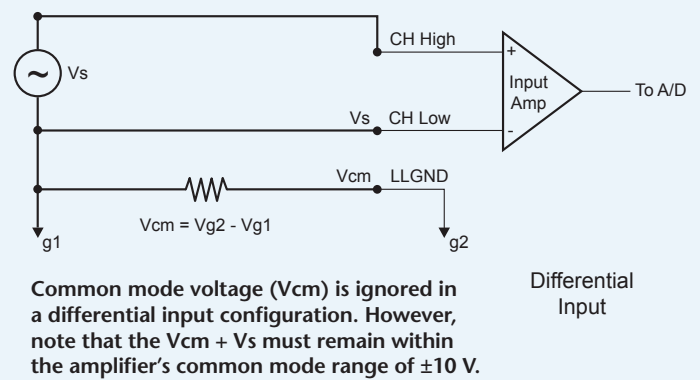 CH High
+
Vs
Input
Amp
To A/D
Vs CH Low
-
Vcm LLGND
Vcm = Vg2 - Vg1
g1
g2
Common mode voltage (Vcm) is ignored in
a differential input configuration. However,
note that the Vcm + Vs must remain within
the amplifier’s common mode range of ±10 V.
Differential
Input